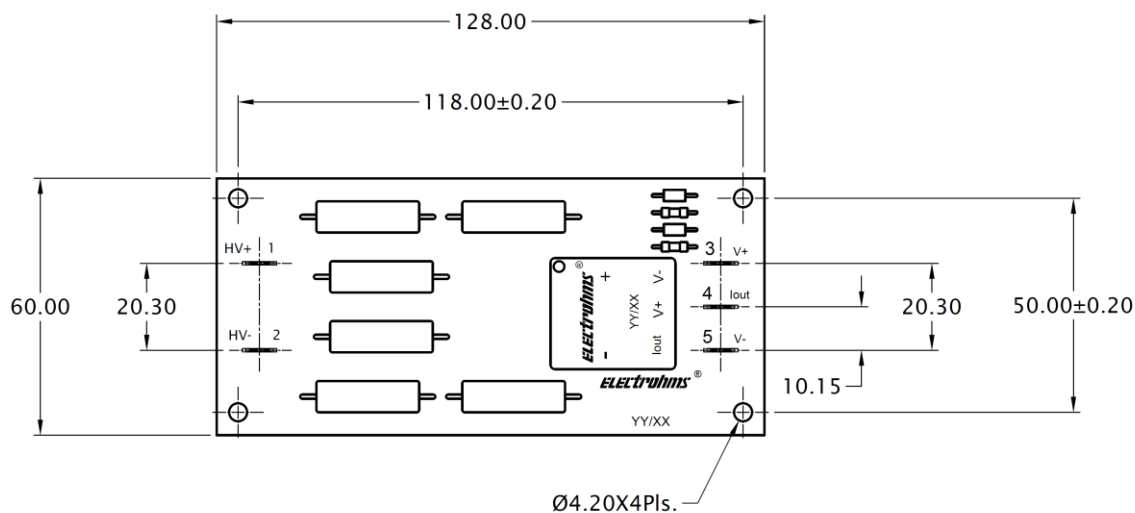 128.00
118.00±0.20
HV+ 1
3 V+
60.00
20.30
4 Iout
20.30
50.00±0.20
HV- 2
5 V-
10.15
ELECTROHMS ®
+
-
YY/XX
V-
V+
Iout
ELECTROHMS ®
YY/XX
Ø4.20X4Pls.